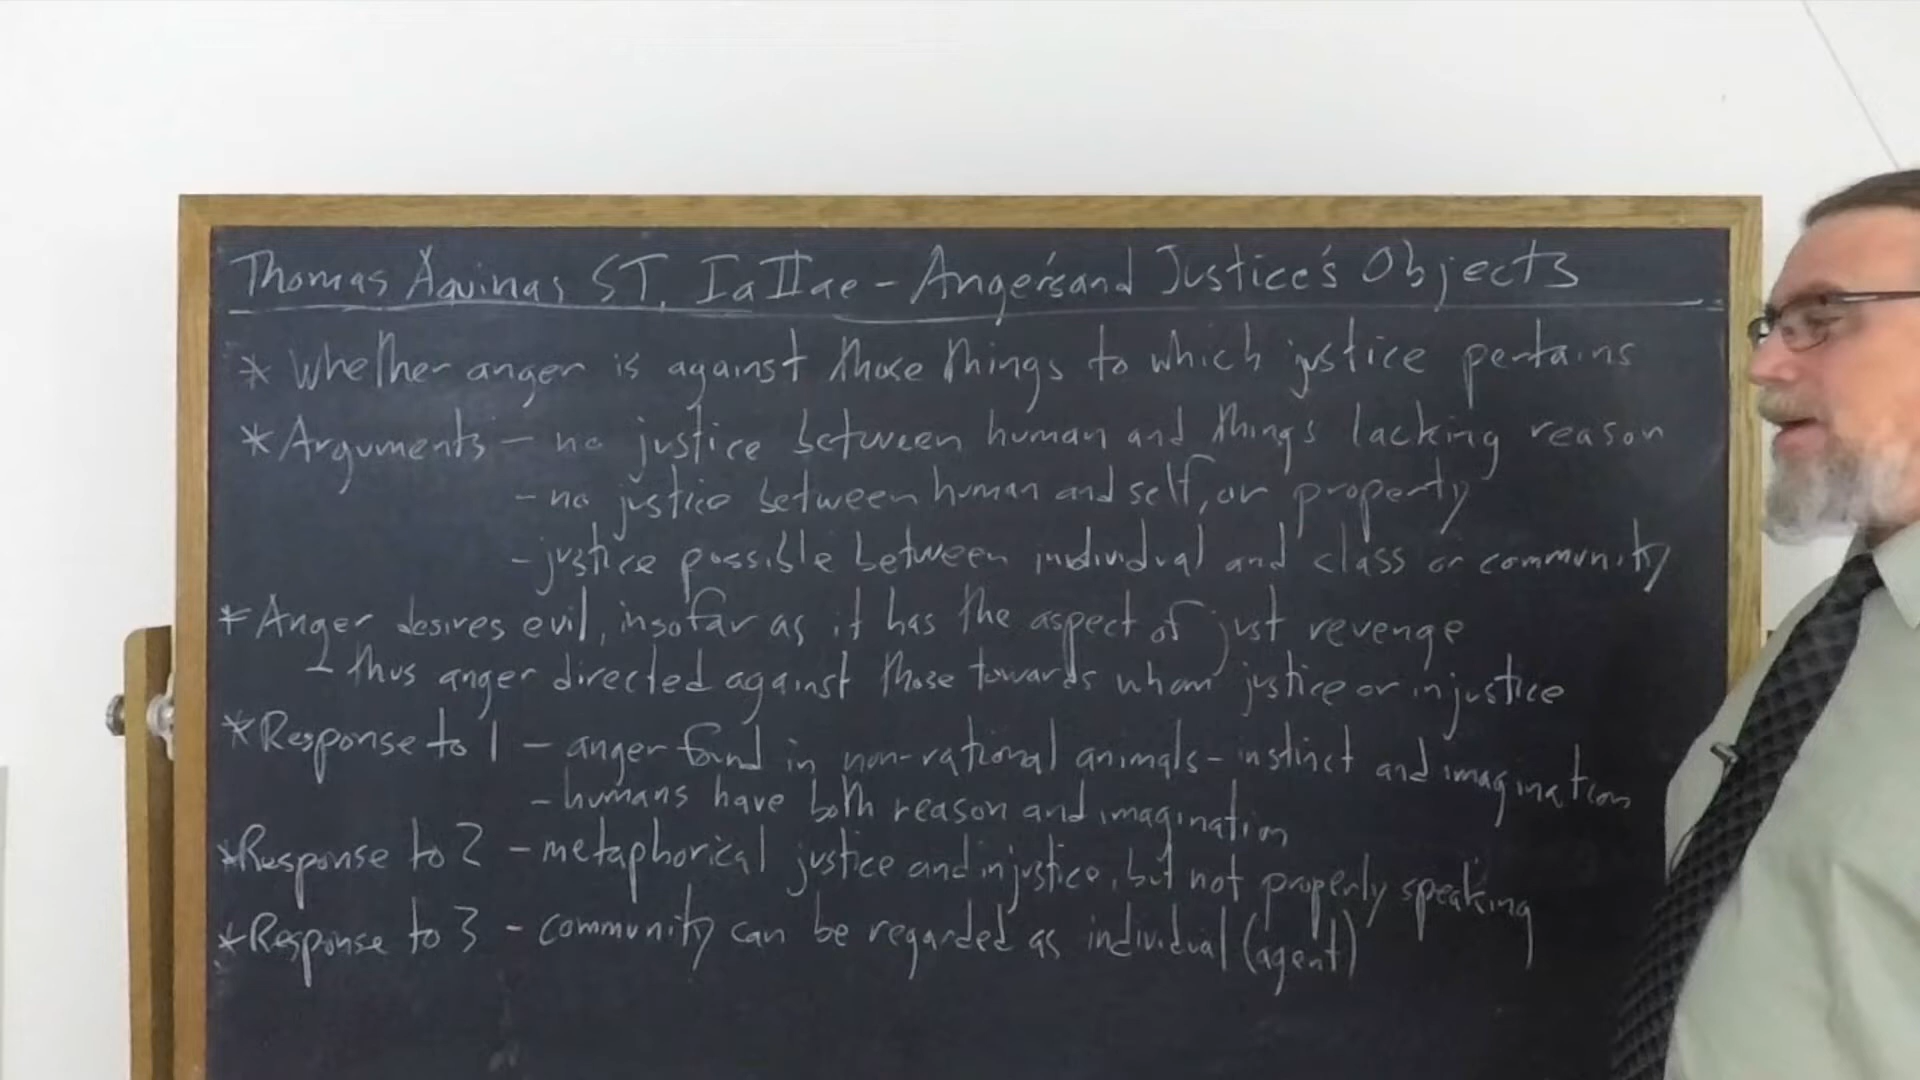 Thomas Aquinas ST, Ia IIae - Anger's and Justice's Objects
* Whether anger is against those things to which justice pertains
* Arguments - no justice between human and things lacking reason
- no justice between human and self, or property
- justice possible between individual and class or community
* Anger desires evil, insofar as it has the aspect of just revenge
- thus anger directed against those towards whom justice or injustice
* Response to 1 - anger found in non-rational animals - instinct and imagination
- humans have both reason and imagination
* Response to 2 - metaphorical justice and injustice, but not properly speaking
* Response to 3 - community can be regarded as individual (agent)